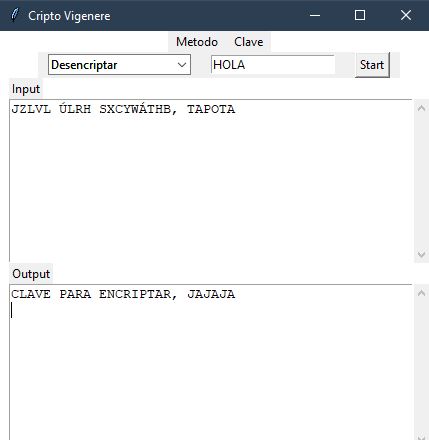 Cripto Vigenere
Metodo Clave
Desencriptar HOLA Start
Input
JZLVL ÚLRH SXCYWÁTHB, TAPOTA
Output
CLAVE PARA ENCRIPTAR, JAJAJA